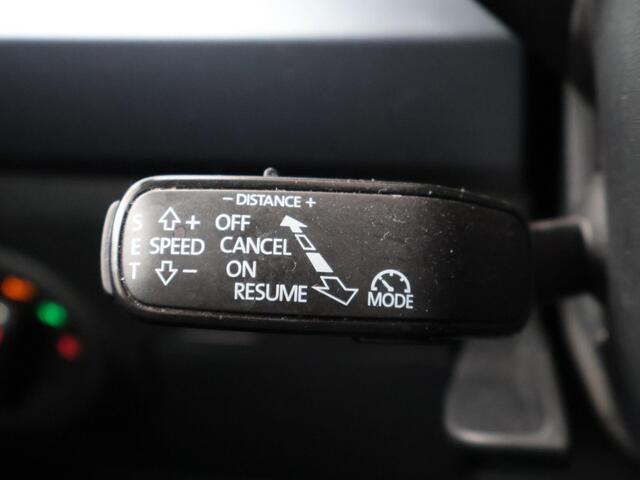 - DISTANCE +
S + OFF
E SPEED CANCEL
T - ON
RESUME MODE